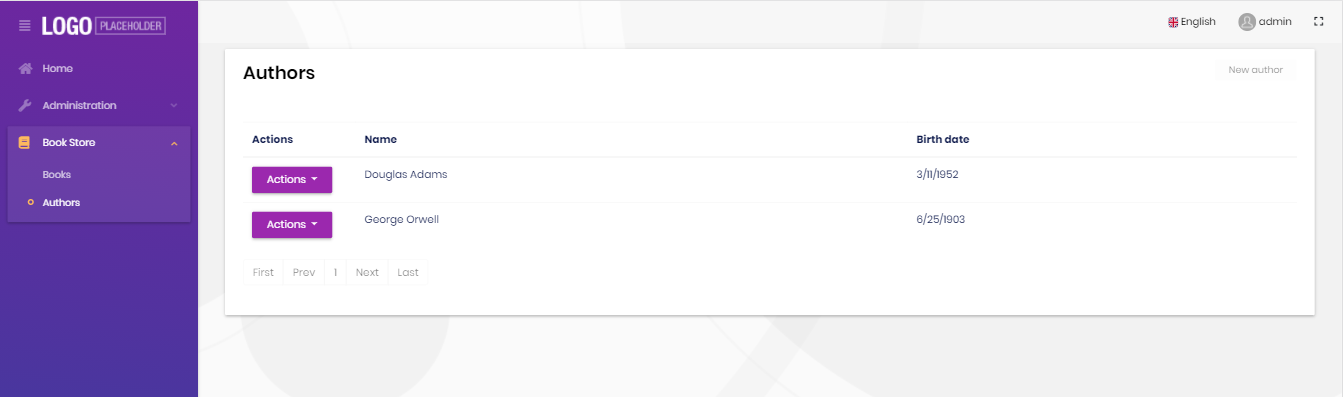 LOGO PLACEHOLDER
English admin
Home
Administration
Book Store
Books
Authors
Authors
New author
Actions Name Birth date
Actions Douglas Adams 3/11/1952
Actions George Orwell 6/25/1903
First Prev 1 Next Last